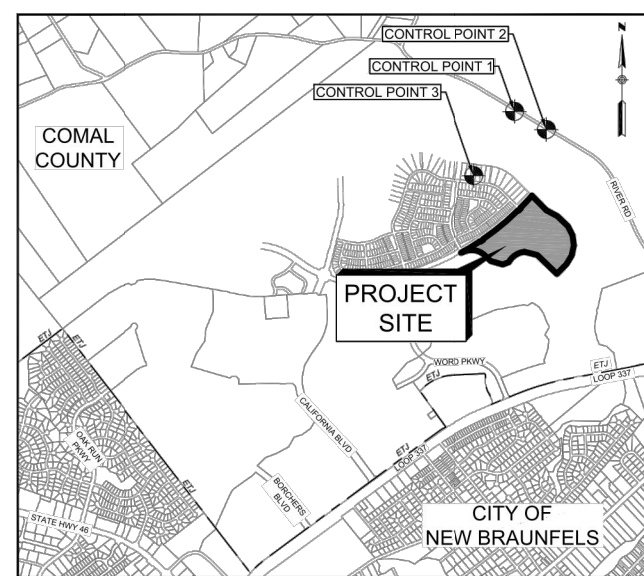 N
CONTROL POINT 2
CONTROL POINT 1
CONTROL POINT 3
COMAL
COUNTY
RIVER RD
PROJECT
SITE
WORD PKWY
ETJ
ETJ
LOOP 337
ETJ
OAK RUN
PKWY
CALIFORNIA BLVD
ETJ
LOOP 337
ETJ
BORCHERS
BLVD
STATE HWY 46
CITY OF
NEW BRAUNFELS